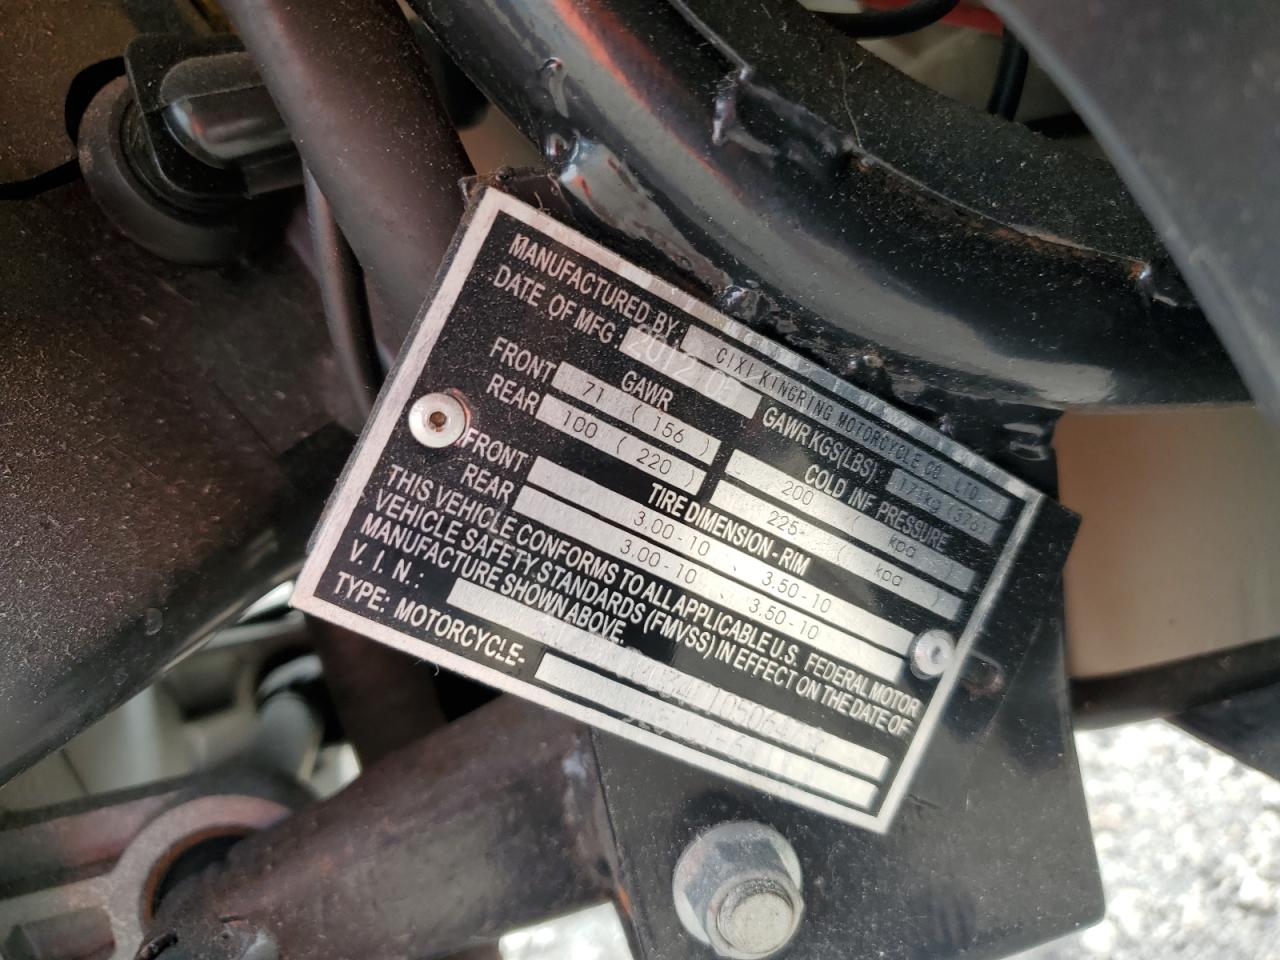 MANUFACTURED BY: CIXI KINGRING MOTORCYCLE CO., LTD
DATE OF MFG: 2012 05 GAWRKGS(LBS) 171kg (376)
GAWR COLD INF PRESSURE
FRONT 71 ( 156 ) 200 ( kpa )
REAR 100 ( 220 ) 225 ( kpa )
TIRE DIMENSION - RIM
FRONT 3.00-10 、 3.50-10
REAR 3.00-10 、 3.50-10
THIS VEHICLE CONFORMS TO ALL APPLICABLE U.S. FEDERAL MOTOR
VEHICLE SAFETY STANDARDS (FMVSS) IN EFFECT ON THE DATE OF
MANUFACTURE SHOWN ABOVE.
V. I. N.:
TYPE: MOTORCYCLE-